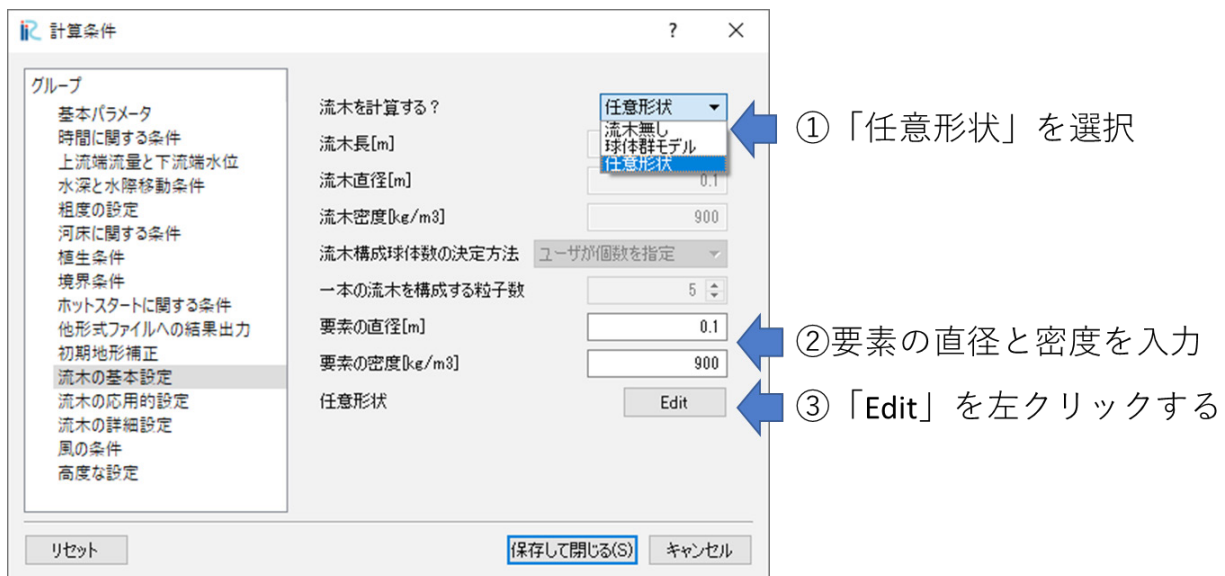 iRC 計算条件
? ×
グループ
基本パラメータ
時間に関する条件
上流端流量と下流端水位
水深と水際移動条件
粗度の設定
河床に関する条件
植生条件
境界条件
ホットスタートに関する条件
他形式ファイルへの結果出力
初期地形補正
流木の基本設定
流木の応用的設定
流木の詳細設定
風の条件
高度な設定
流木を計算する? 任意形状
流木無し
球体群モデル
任意形状
流木長[m]
流木直径[m] 0.1
流木密度[kg/m3] 900
流木構成球体数の決定方法 ユーザが個数を指定
一本の流木を構成する粒子数 5
要素の直径[m] 0.1
要素の密度[kg/m3] 900
任意形状 Edit
リセット 保存して閉じる(S) キャンセル
①「任意形状」を選択
②要素の直径と密度を入力
③「Edit」を左クリックする